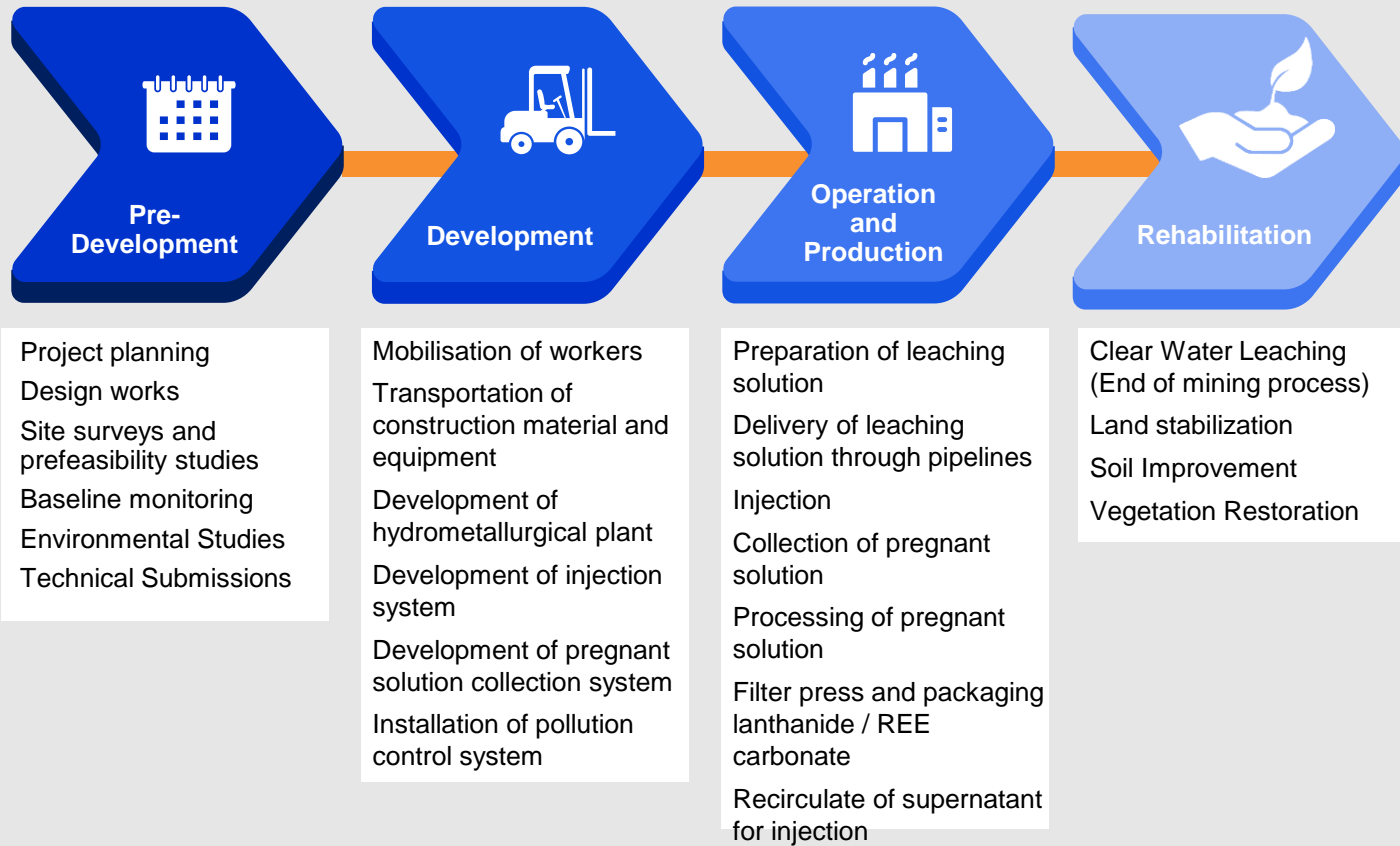 Pre-
Development
Development
Operation
and
Production
Rehabilitation
Project planning
Design works
Site surveys and
prefeasibility studies
Baseline monitoring
Environmental Studies
Technical Submissions
Mobilisation of workers
Transportation of
construction material and
equipment
Development of
hydrometallurgical plant
Development of injection
system
Development of pregnant
solution collection system
Installation of pollution
control system
Preparation of leaching
solution
Delivery of leaching
solution through pipelines
Injection
Collection of pregnant
solution
Processing of pregnant
solution
Filter press and packaging
lanthanide / REE
carbonate
Recirculate of supernatant
for injection
Clear Water Leaching
(End of mining process)
Land stabilization
Soil Improvement
Vegetation Restoration